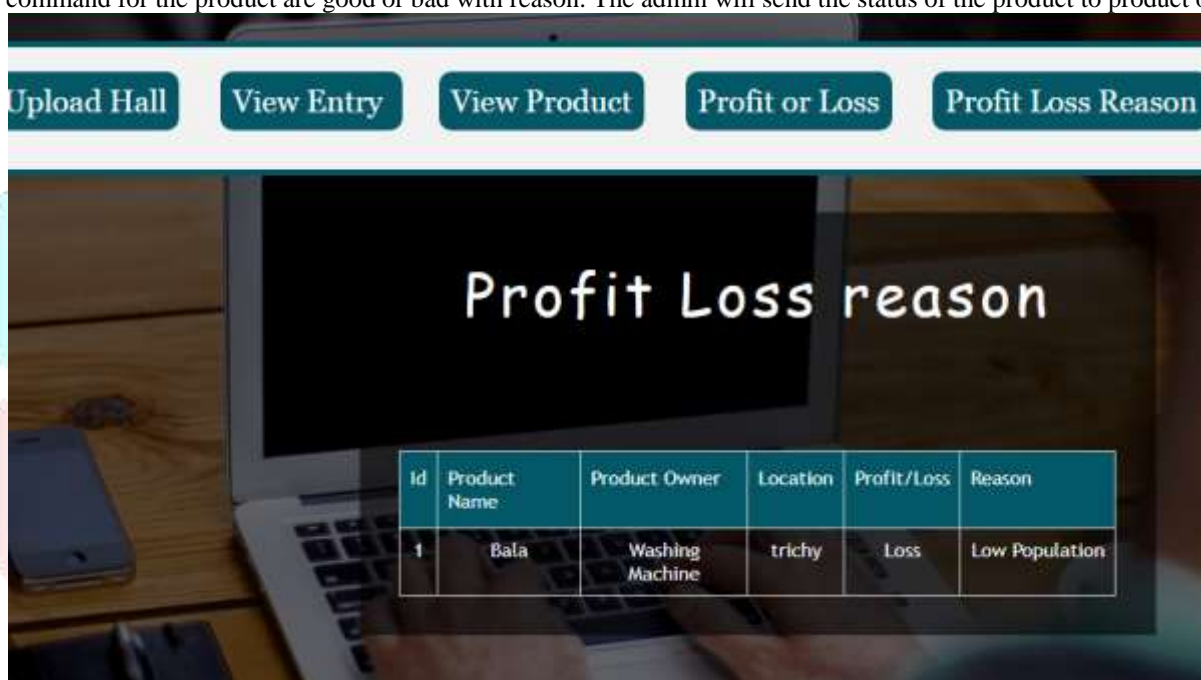 command for the product are good or bad with reason. The admin will send the status of the product to product
Upload Hall View Entry View Product Profit or Loss Profit Loss Reason
Profit Loss reason
Id Product Name Product Owner Location Profit/Loss Reason
1 Bala Washing Machine trichy Loss Low Population